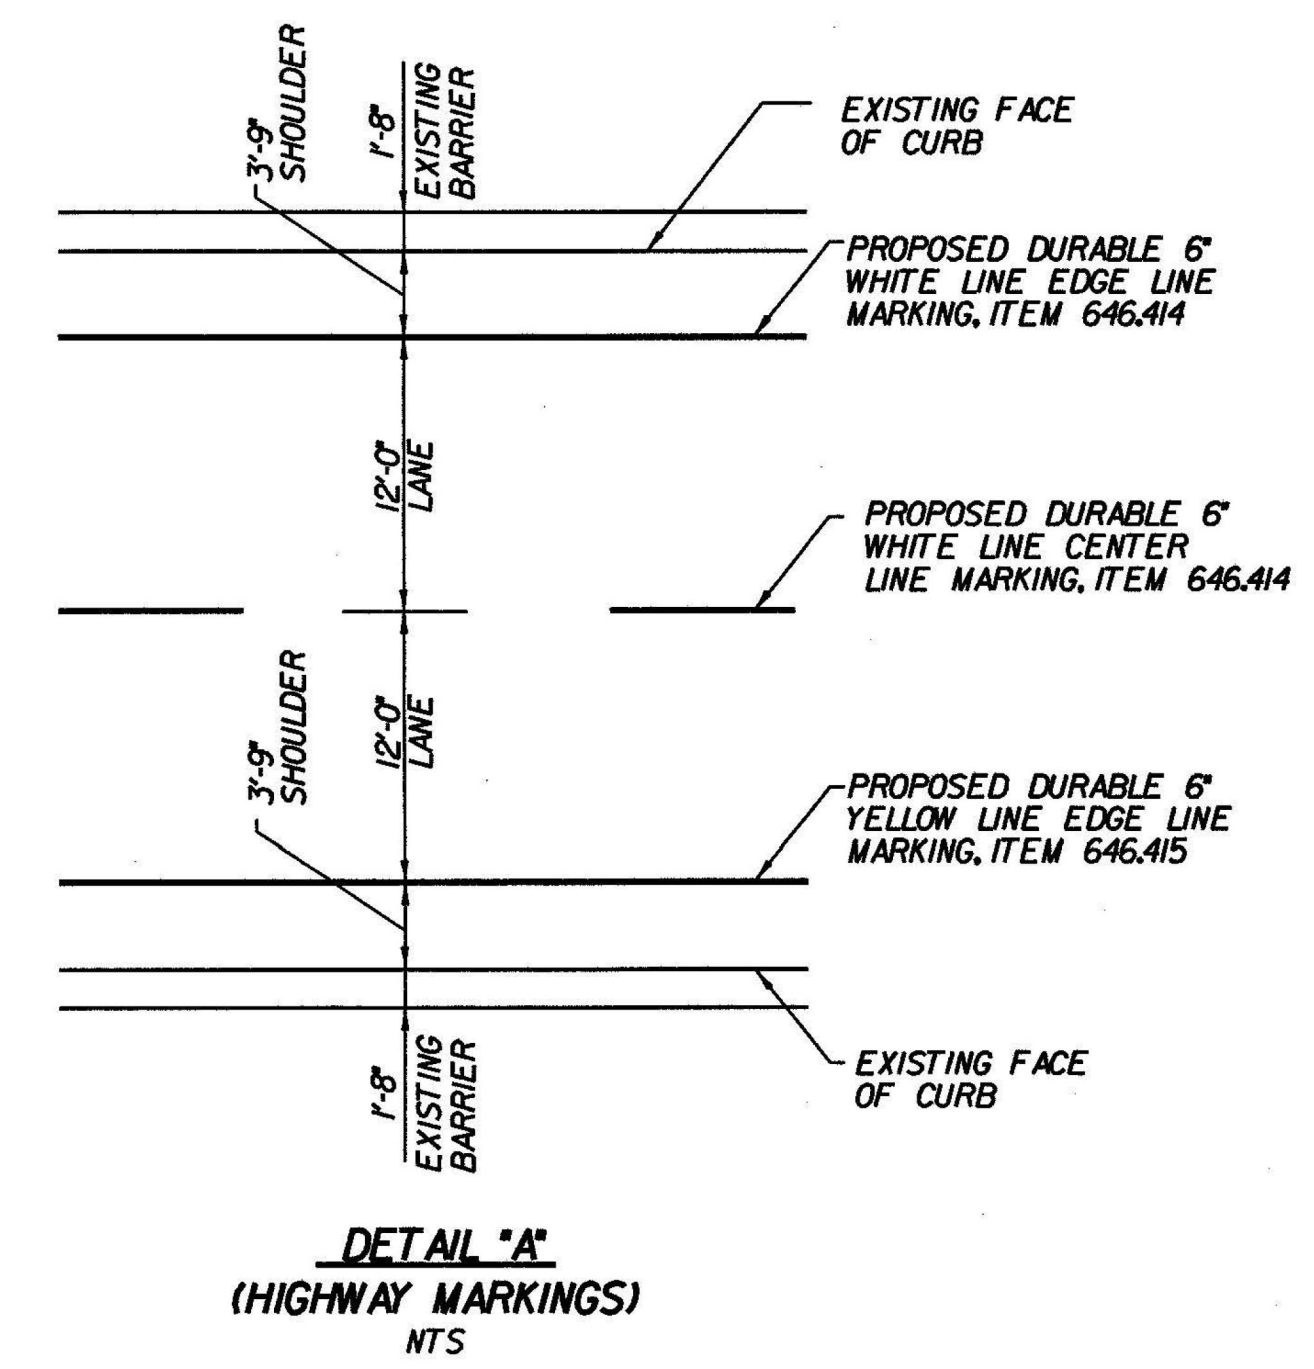 3'-9"
SHOULDER
1'-8"
EXISTING
BARRIER
EXISTING FACE
OF CURB
PROPOSED DURABLE 6"
WHITE LINE EDGE LINE
MARKING, ITEM 646.414
12'-0"
LANE
PROPOSED DURABLE 6"
WHITE LINE CENTER
LINE MARKING, ITEM 646.414
3'-9"
SHOULDER
12'-0"
LANE
PROPOSED DURABLE 6"
YELLOW LINE EDGE LINE
MARKING, ITEM 646.415
1'-8"
EXISTING
BARRIER
EXISTING FACE
OF CURB
DETAIL "A"
(HIGHWAY MARKINGS)
NTS